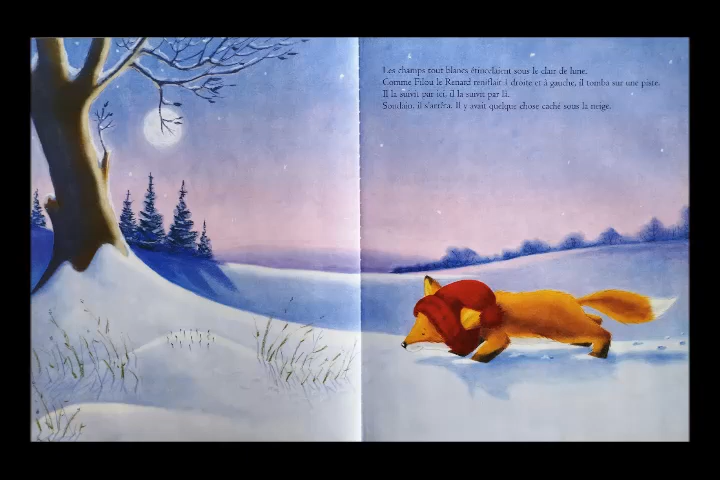 Les champs tout blancs étincelaient sous le clair de lune.
Comme Filou le Renard reniflait à droite et à gauche, il tomba sur une piste.
Il la suivit par ici, il la suivit par là.
Soudain, il s'arrêta. Il y avait quelque chose caché sous la neige.